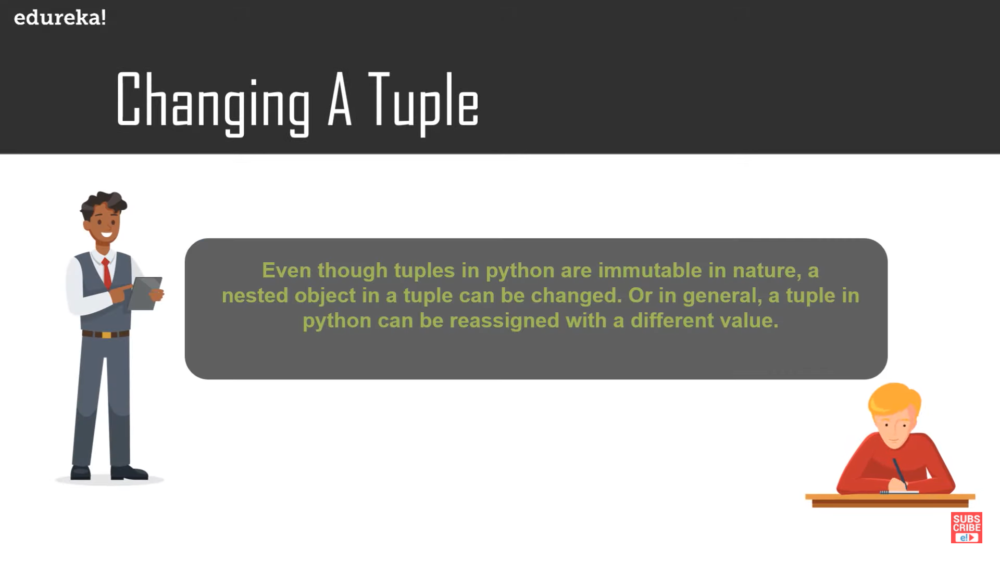 edureka!
Changing A Tuple
Even though tuples in python are immutable in nature, a
nested object in a tuple can be changed. Or in general, a tuple in
python can be reassigned with a different value.
SUBS
CRIBE
e!